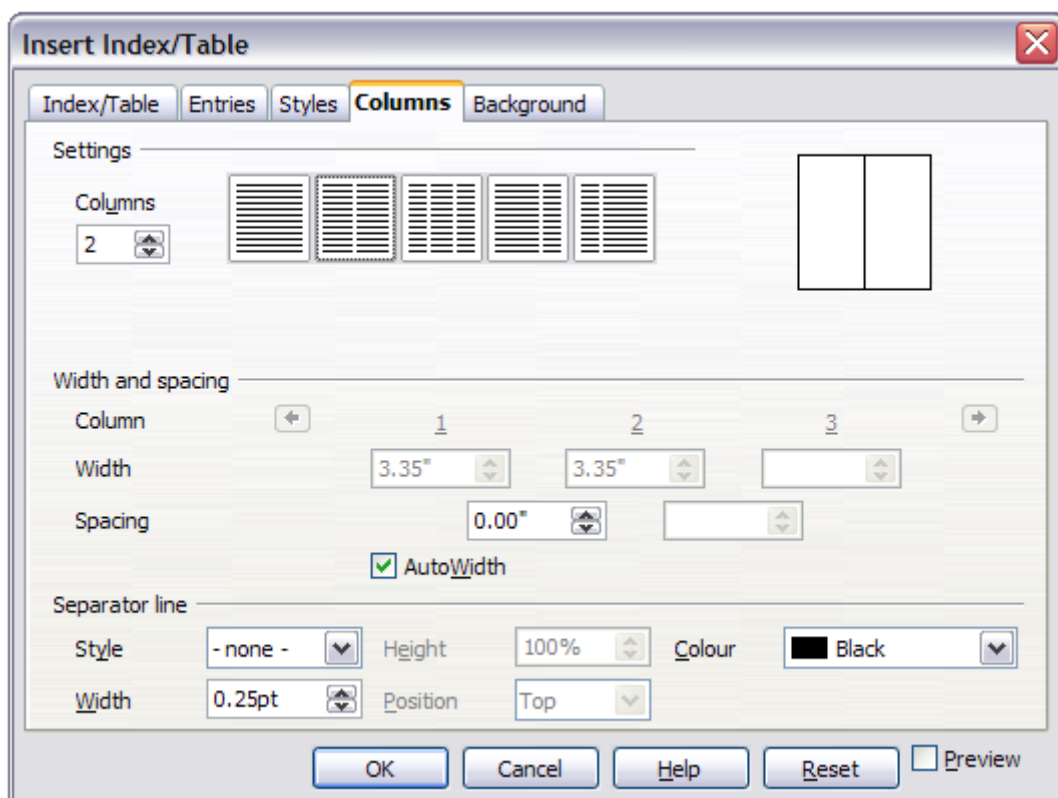 Insert Index/Table
Index/Table Entries Styles Columns Background
Settings
Columns
2
Width and spacing
Column 1 2 3
Width 3.35" 3.35"
Spacing 0.00"
AutoWidth
Separator line
Style - none - Height 100% Colour Black
Width 0.25pt Position Top
OK Cancel Help Reset Preview